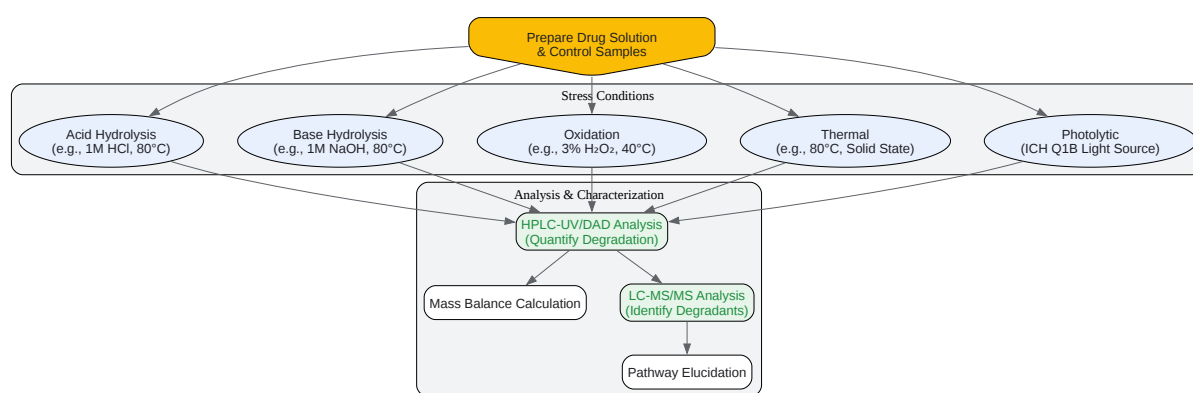 Prepare Drug Solution
& Control Samples
Stress Conditions
Acid Hydrolysis
(e.g., 1M HCl, 80°C)
Base Hydrolysis
(e.g., 1M NaOH, 80°C)
Oxidation
(e.g., 3% H₂O₂, 40°C)
Thermal
(e.g., 80°C, Solid State)
Photolytic
(ICH Q1B Light Source)
Analysis & Characterization
HPLC-UV/DAD Analysis
(Quantify Degradation)
Mass Balance Calculation
LC-MS/MS Analysis
(Identify Degradants)
Pathway Elucidation